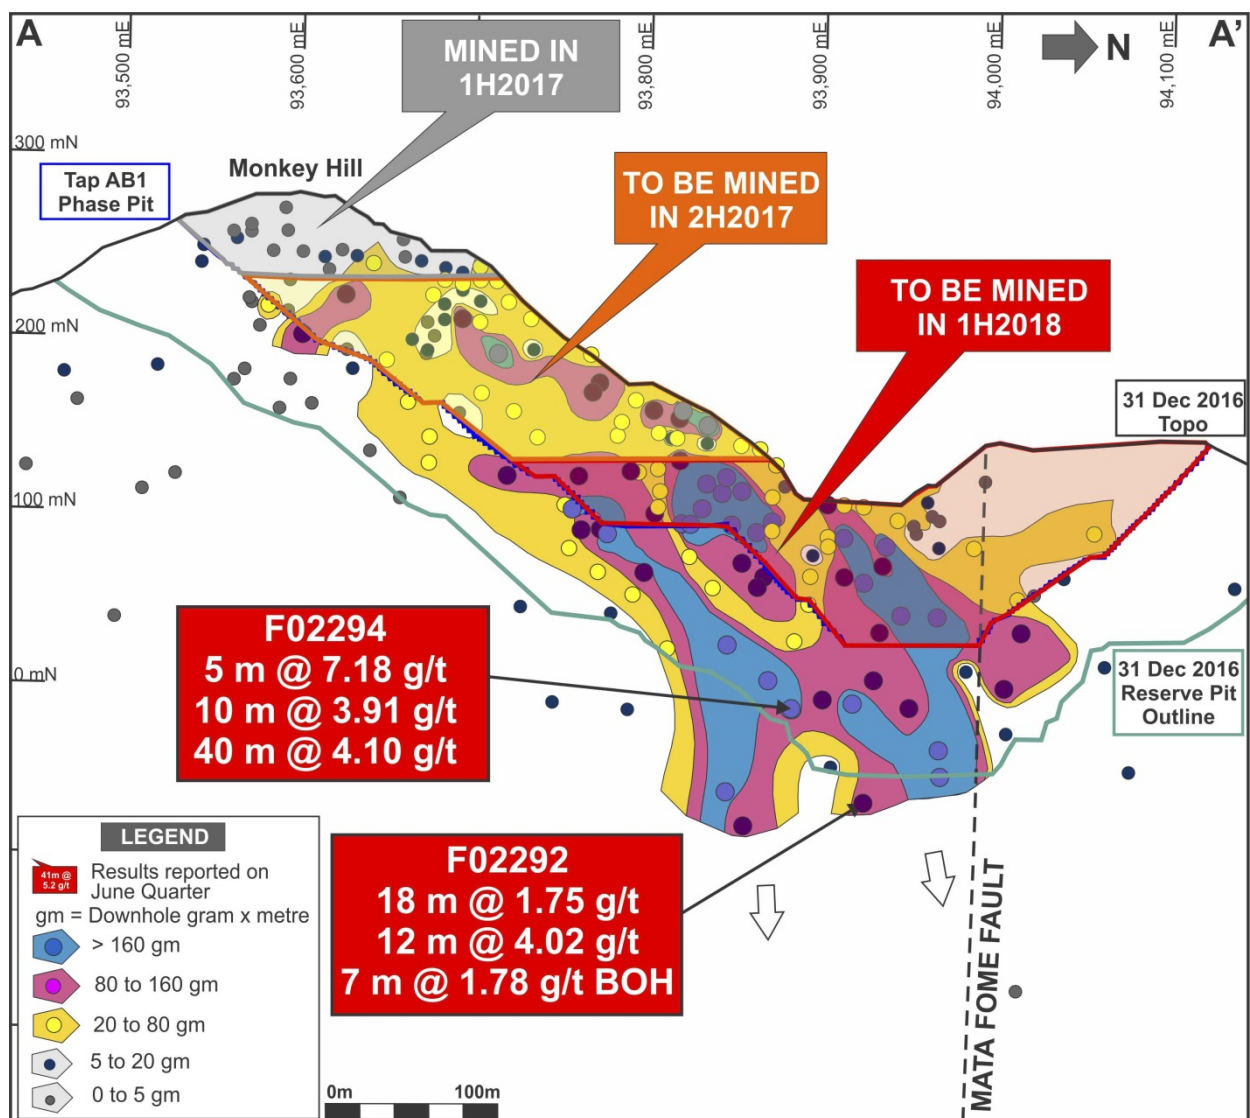 A
A'
93,500 mE
93,600 mE
93,800 mE
93,900 mE
94,000 mE
94,100 mE
N
MINED IN
1H2017
300 mN
Monkey Hill
Tap AB1
Phase Pit
TO BE MINED
IN 2H2017
TO BE MINED
IN 1H2018
200 mN
31 Dec 2016
Topo
100 mN
F02294
5 m @ 7.18 g/t
10 m @ 3.91 g/t
40 m @ 4.10 g/t
0 mN
31 Dec 2016
Reserve Pit
Outline
F02292
18 m @ 1.75 g/t
12 m @ 4.02 g/t
7 m @ 1.78 g/t BOH
MATA FOME FAULT
LEGEND
41m @
5.2 g/t
Results reported on
June Quarter
gm = Downhole gram x metre
> 160 gm
80 to 160 gm
20 to 80 gm
5 to 20 gm
0 to 5 gm
0m
100m